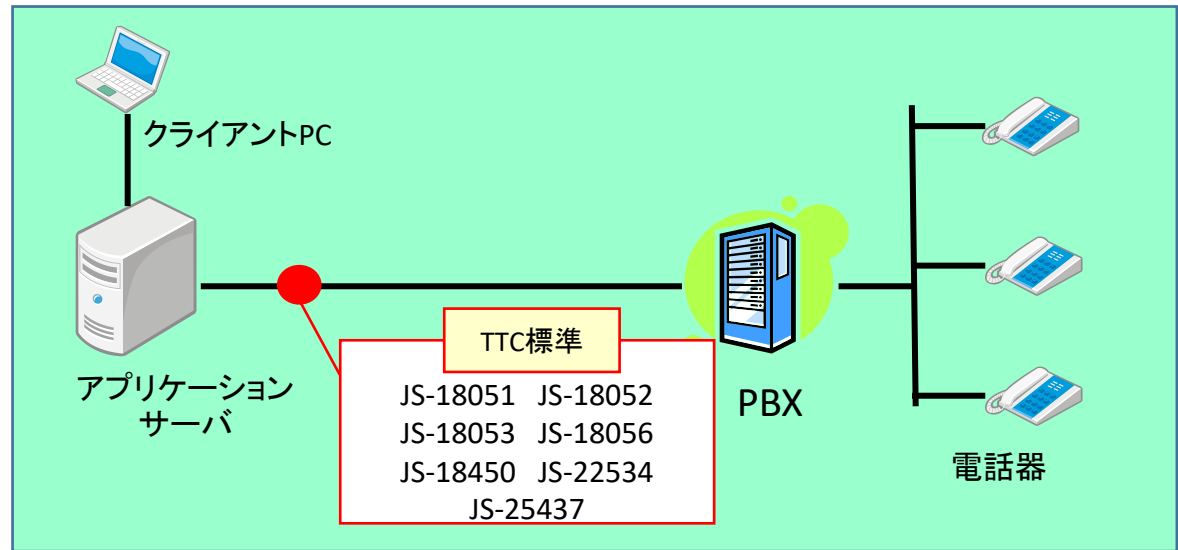 クライアントPC
アプリケーション
サーバ
TTC標準
JS-18051 JS-18052
JS-18053 JS-18056
JS-18450 JS-22534
JS-25437
PBX
電話器